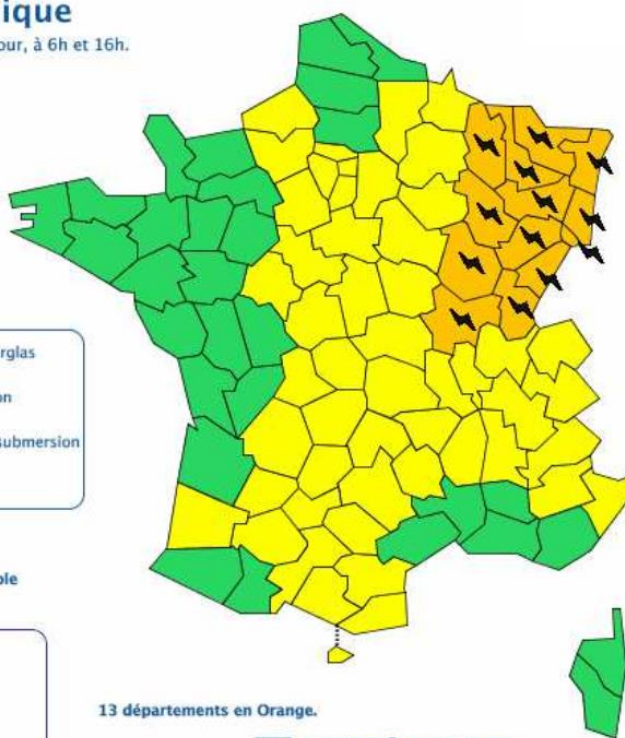 ique
our, à 6h et 16h.
rglas
on
submersion
ole
13 départements en Orange.